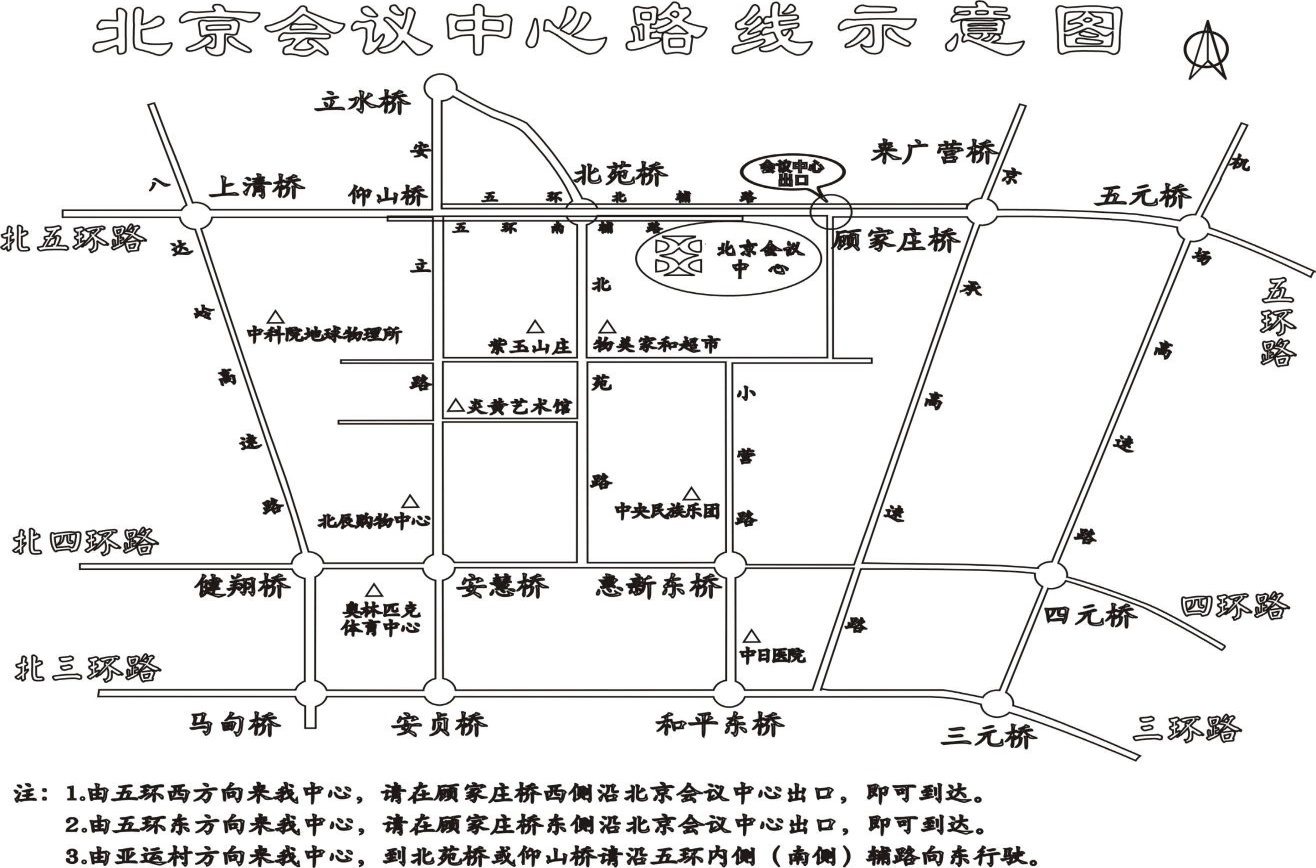 北京会议中心路线示意图
立水桥
安立路
八达岭高速路
上清桥
仰山桥
北苑桥
会议中心
出口
来广营桥
京承高速路
五元桥
机场高速路
五环北辅路
北五环路
五环南辅路
北京会议
中心
顾家庄桥
五环路
北苑路
中科院地球物理所
紫玉山庄
物美家和超市
炎黄艺术馆
小营路
北辰购物中心
中央民族乐团
北四环路
健翔桥
安慧桥
惠新东桥
四元桥
四环路
奥林匹克
体育中心
中日医院
北三环路
马甸桥
安贞桥
和平东桥
三元桥
三环路
注：1.由五环西方向来我中心，请在顾家庄桥西侧沿北京会议中心出口，即可到达。
2.由五环东方向来我中心，请在顾家庄桥东侧沿北京会议中心出口，即可到达。
3.由亚运村方向来我中心，到北苑桥或仰山桥请沿五环内侧（南侧）辅路向东行驶。